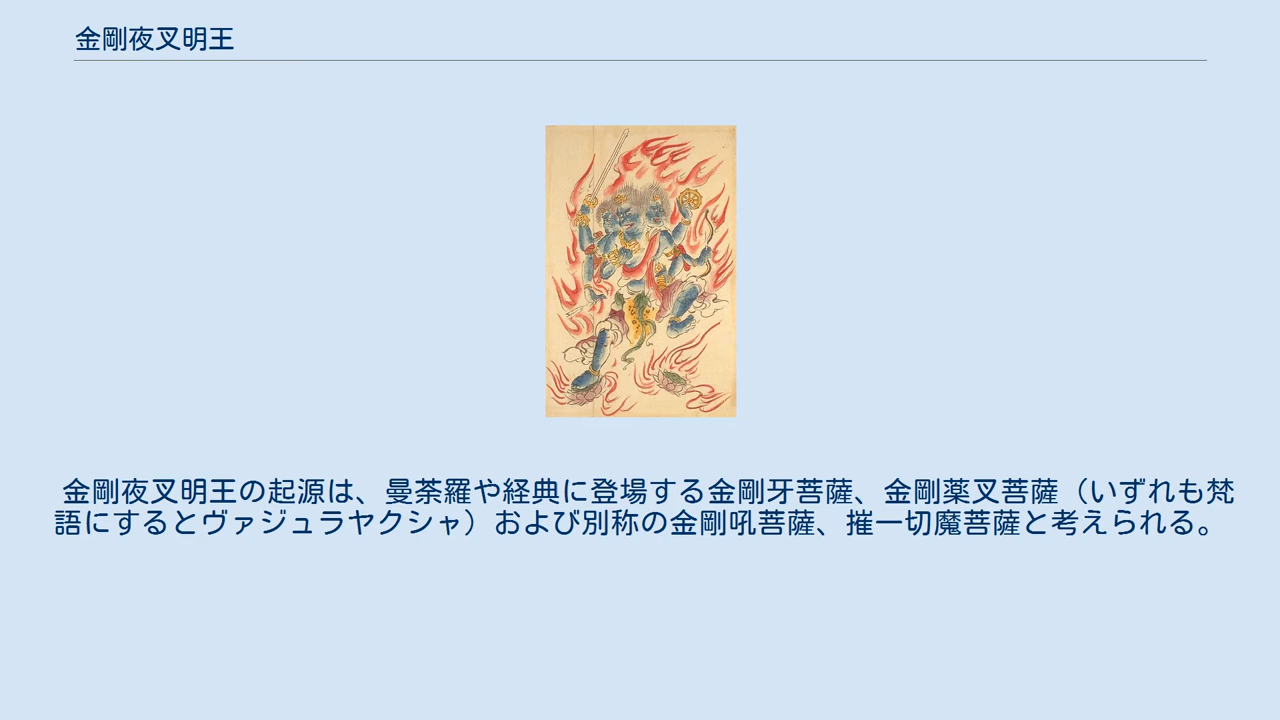 金剛夜叉明王
金剛夜叉明王の起源は、曼荼羅や経典に登場する金剛牙菩薩、金剛薬叉菩薩（いずれも梵
語にするとヴァジュラヤクシャ）および別称の金剛吼菩薩、摧一切魔菩薩と考えられる。